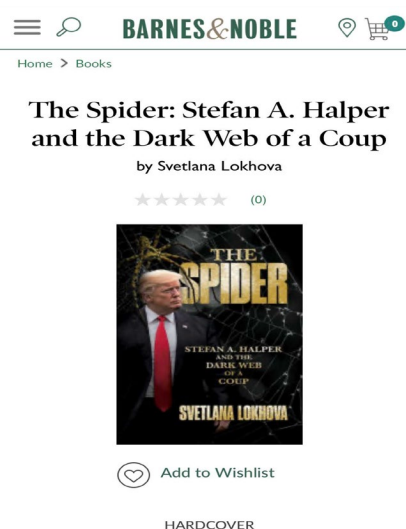 BARNES&NOBLE
0
Home > Books
The Spider: Stefan A. Halper
and the Dark Web of a Coup
by Svetlana Lokhova
(0)
THE
SPIDER
STEFAN A. HALPER
AND THE
DARK WEB
OF A
COUP
SVETLANA LOKHOVA
Add to Wishlist
HARDCOVER